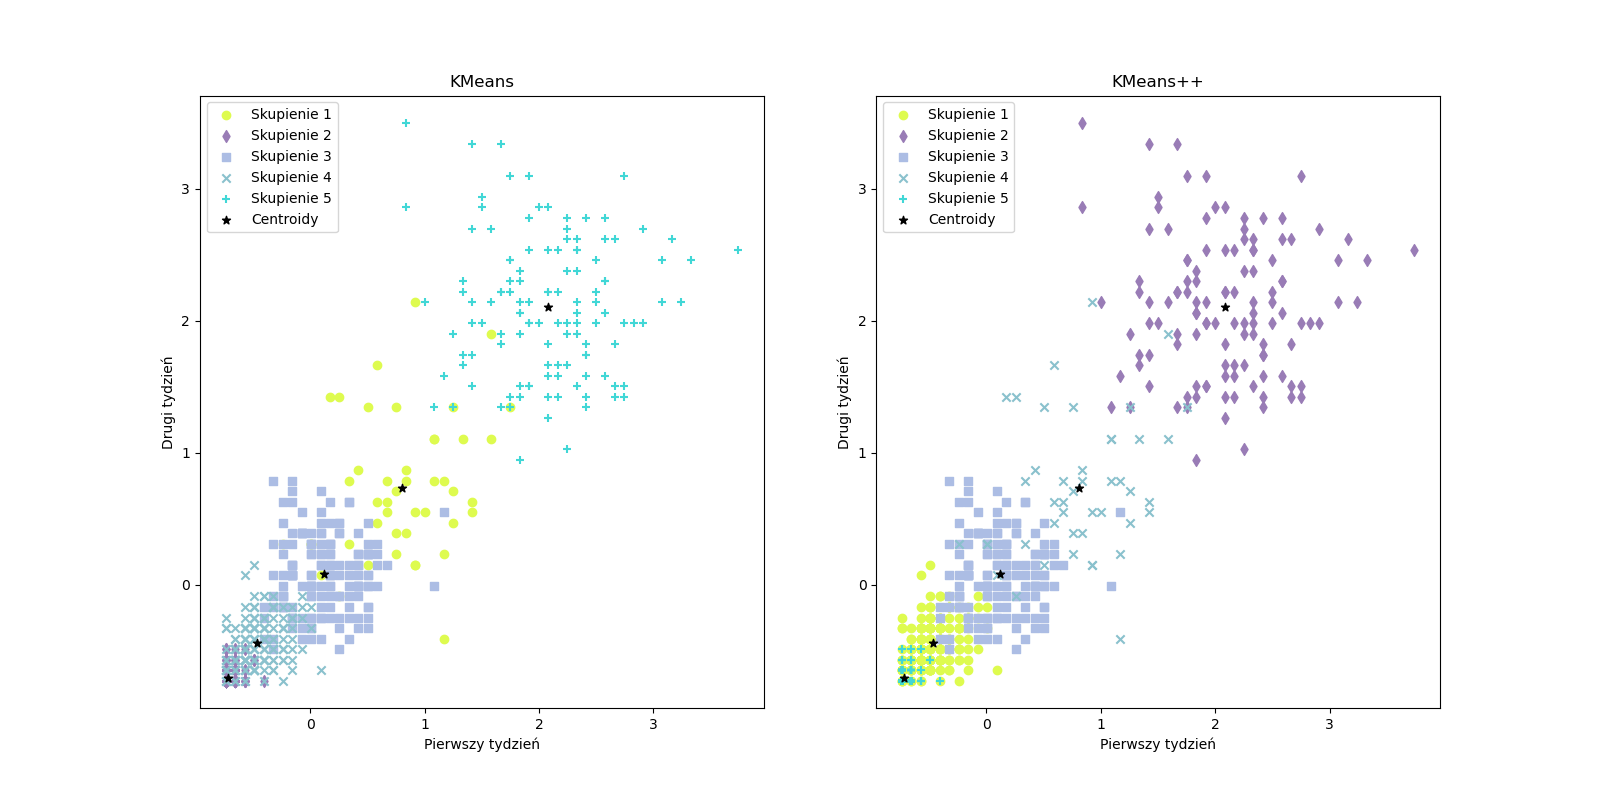 KMeans
Skupienie 1
Skupienie 2
Skupienie 3
Skupienie 4
Skupienie 5
Centroidy
3
2
1
0
Drugi tydzień
0 1 2 3
Pierwszy tydzień
KMeans++
Skupienie 1
Skupienie 2
Skupienie 3
Skupienie 4
Skupienie 5
Centroidy
3
2
1
0
Drugi tydzień
0 1 2 3
Pierwszy tydzień